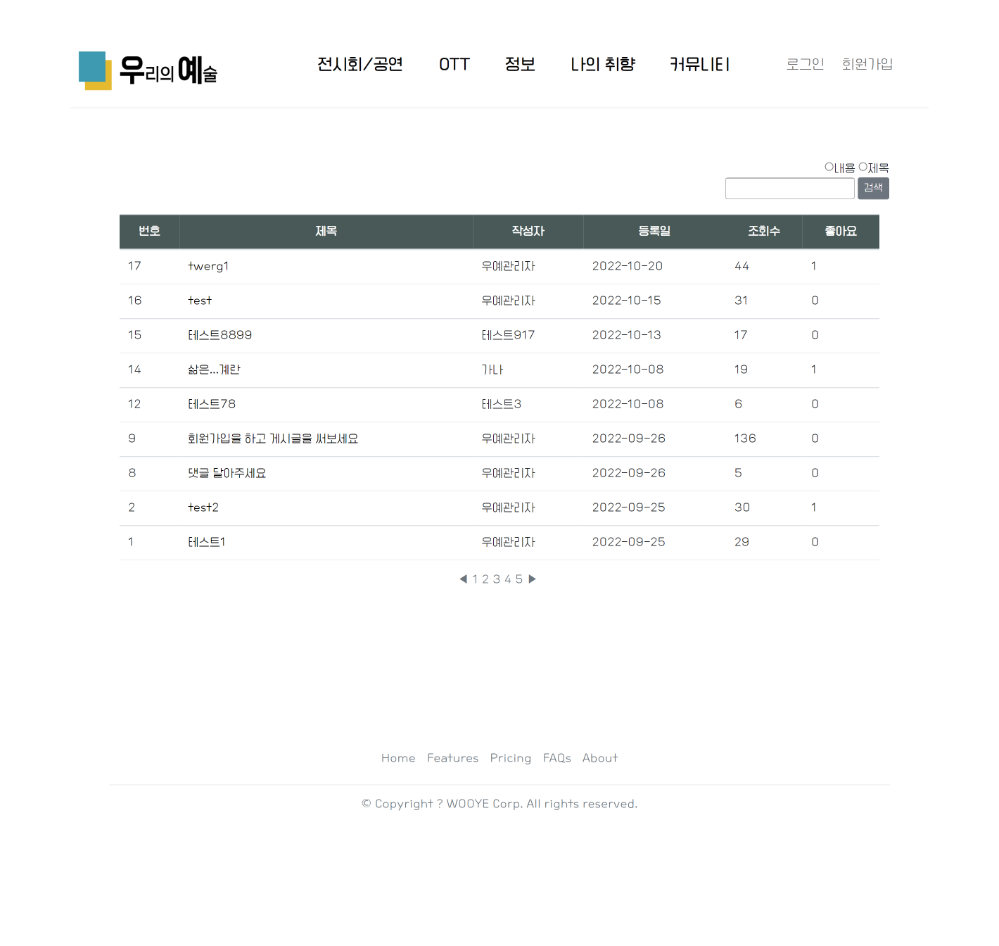 우리의 예술 전시회/공연 OTT 정보 나의 취향 커뮤니티 로그인 회원가입
내용 제목
검색
번호 제목 작성자 등록일 조회수 좋아요
17 twerg1 우예관리자 2022-10-20 44 1
16 test 우예관리자 2022-10-15 31 0
15 테스트8899 테스트917 2022-10-13 17 0
14 삶은...계란 가나 2022-10-08 19 1
12 테스트78 테스트3 2022-10-08 6 0
9 회원가입을 하고 게시글을 써보세요 우예관리자 2022-09-26 136 0
8 댓글 달아주세요 우예관리자 2022-09-26 5 0
2 test2 우예관리자 2022-09-25 30 1
1 테스트1 우예관리자 2022-09-25 29 0
◀ 1 2 3 4 5 ▶
Home Features Pricing FAQs About
© Copyright ? WOOYE Corp. All rights reserved.